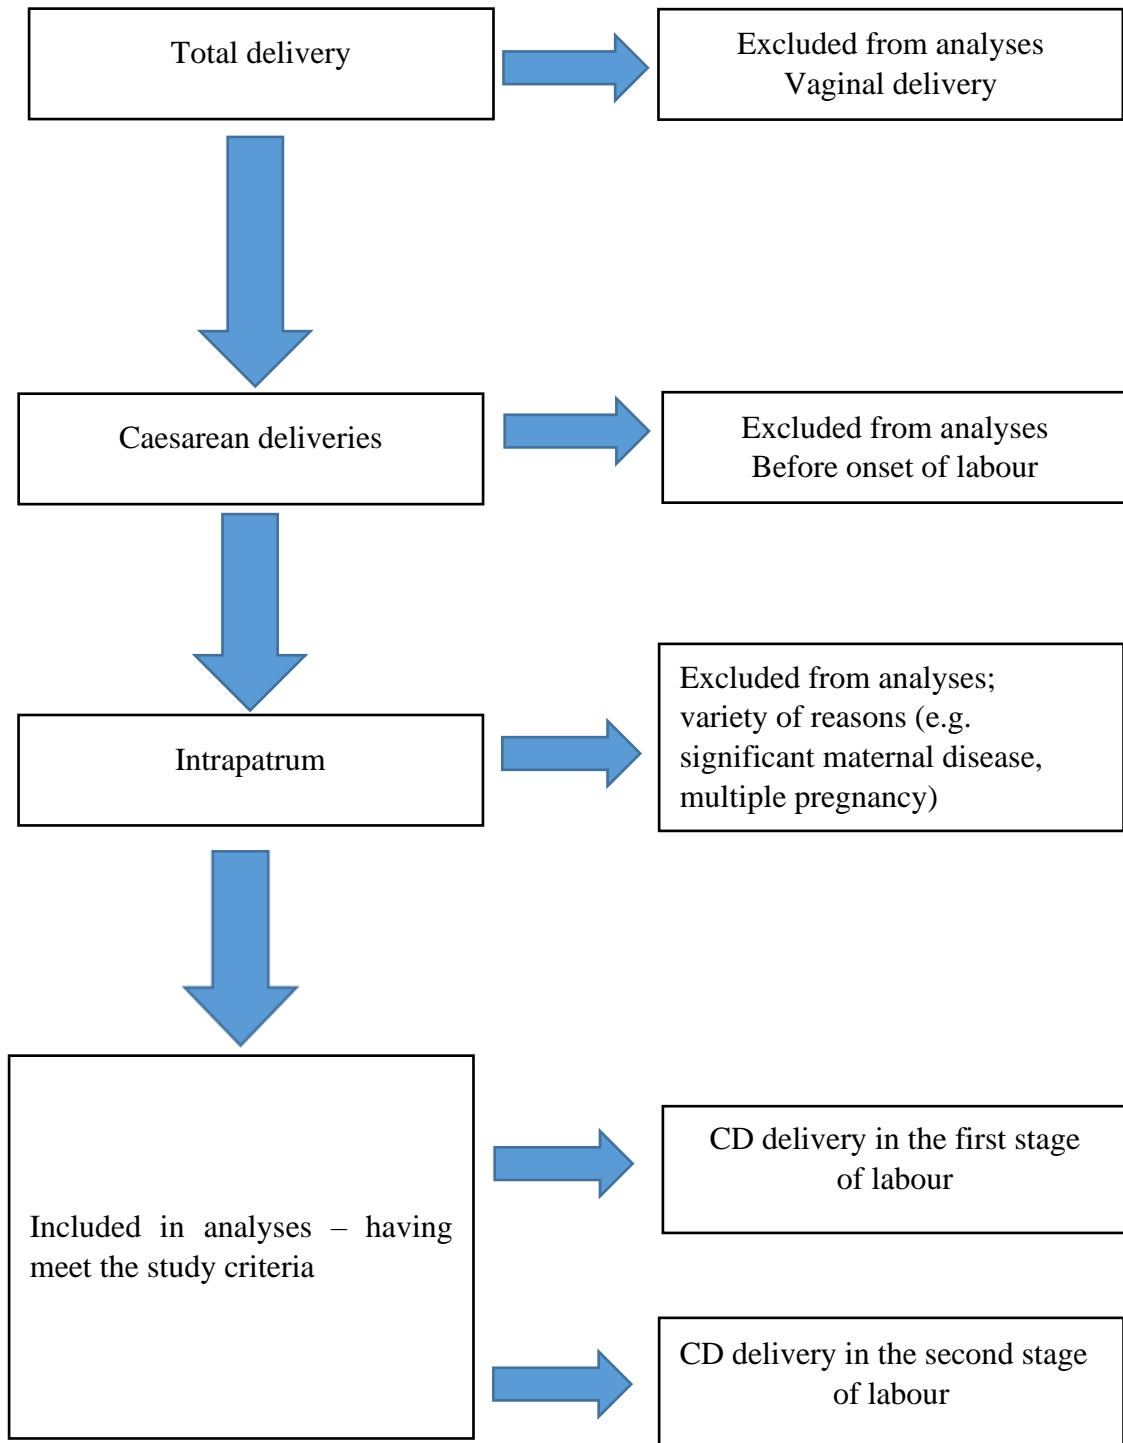 Total delivery
Excluded from analyses
Vaginal delivery
Caesarean deliveries
Excluded from analyses
Before onset of labour
Intrapatrum
Excluded from analyses;
variety of reasons (e.g.
significant maternal disease,
multiple pregnancy)
Included in analyses – having
meet the study criteria
CD delivery in the first stage
of labour
CD delivery in the second stage
of labour